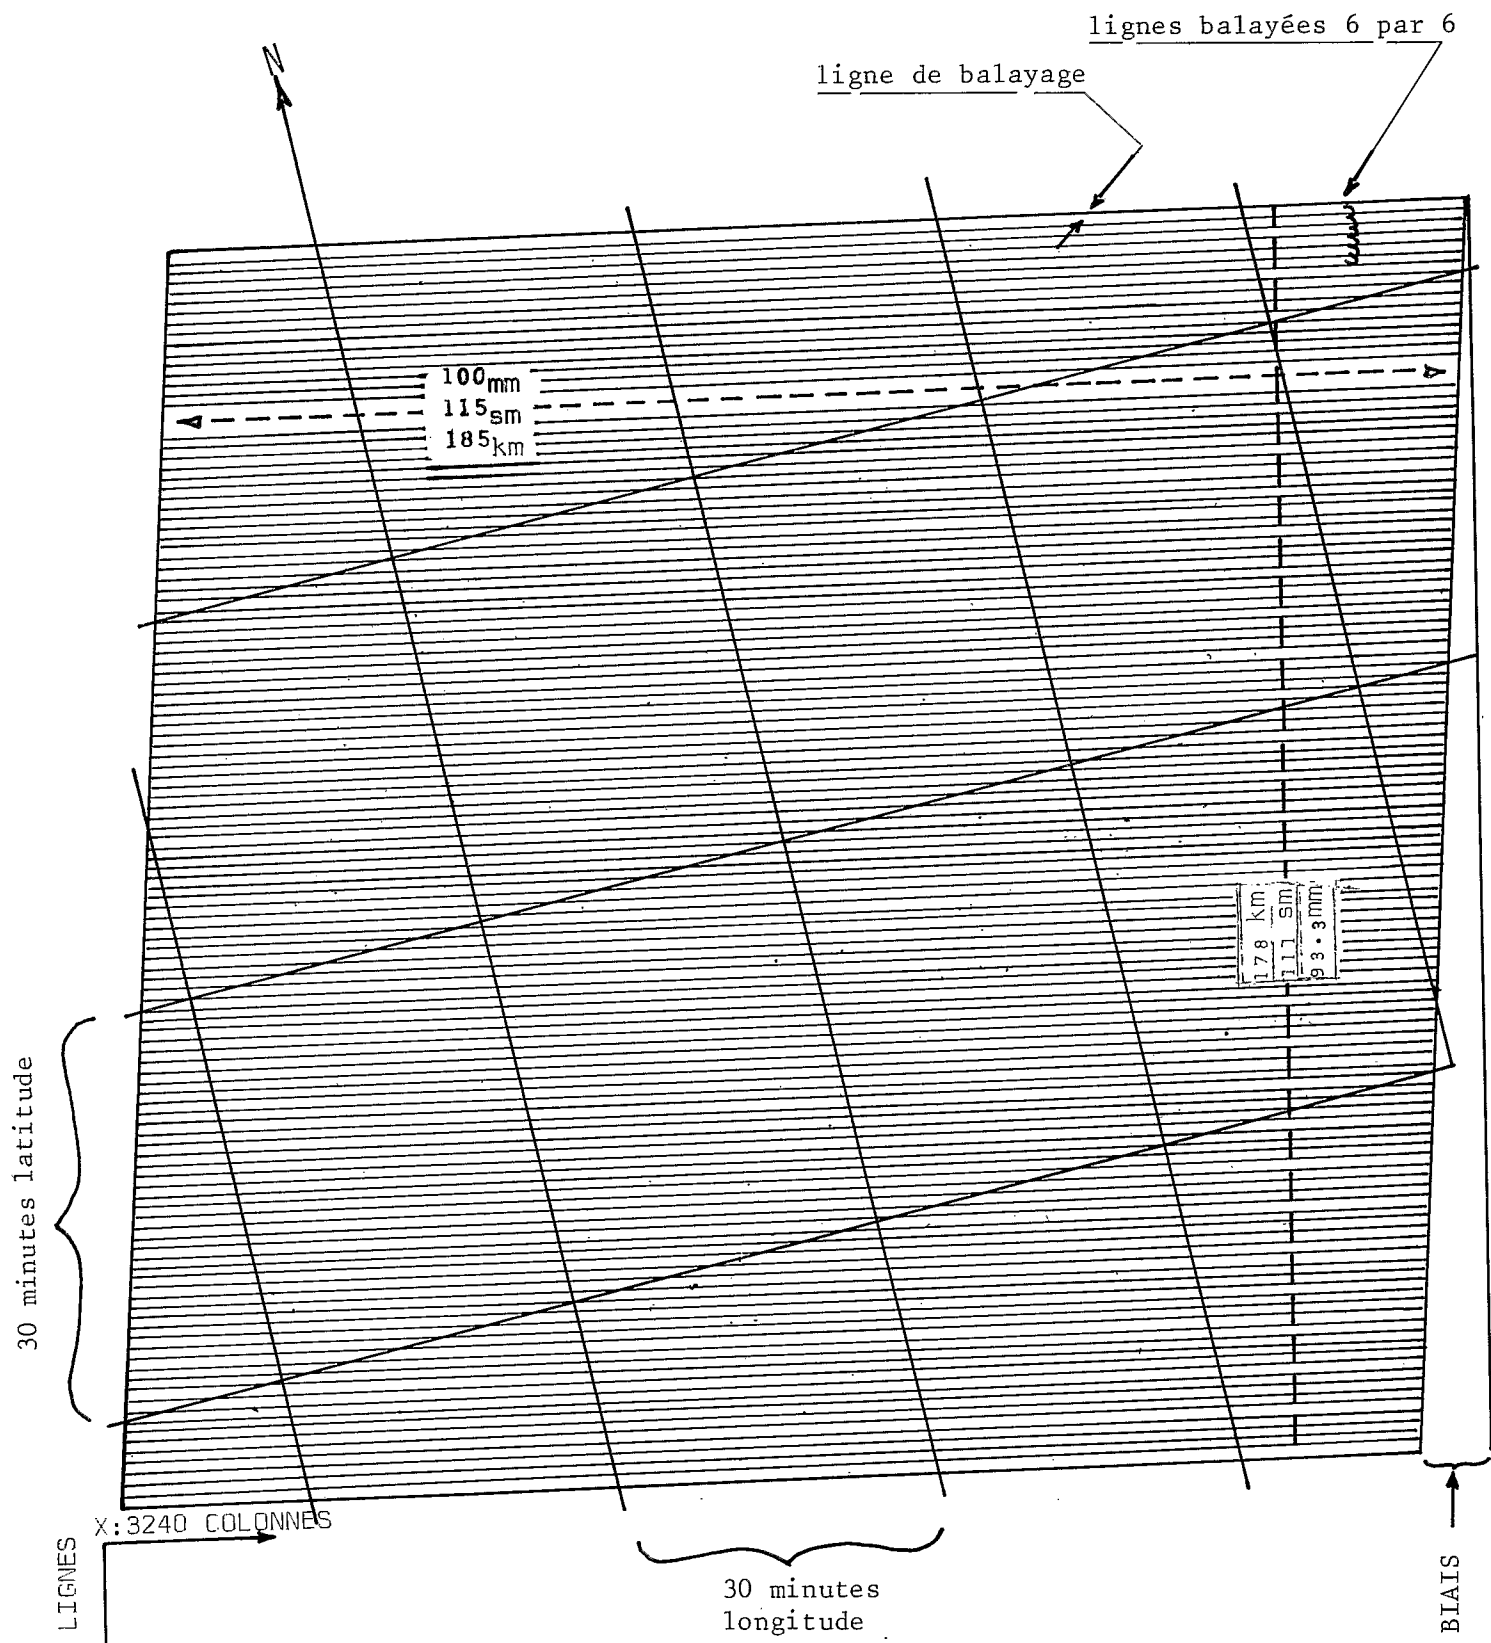 lignes balayées 6 par 6
ligne de balayage
N
100mm
115sm
185km
178 km
111 sm
93.3mm
30 minutes latitude
X:3240 COLONNES
LIGNES
30 minutes
longitude
BIAIS